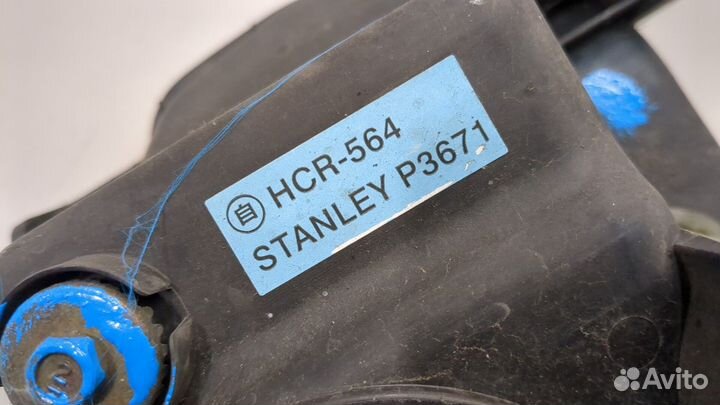 自 HCR-564
STANLEY P3671
Avito